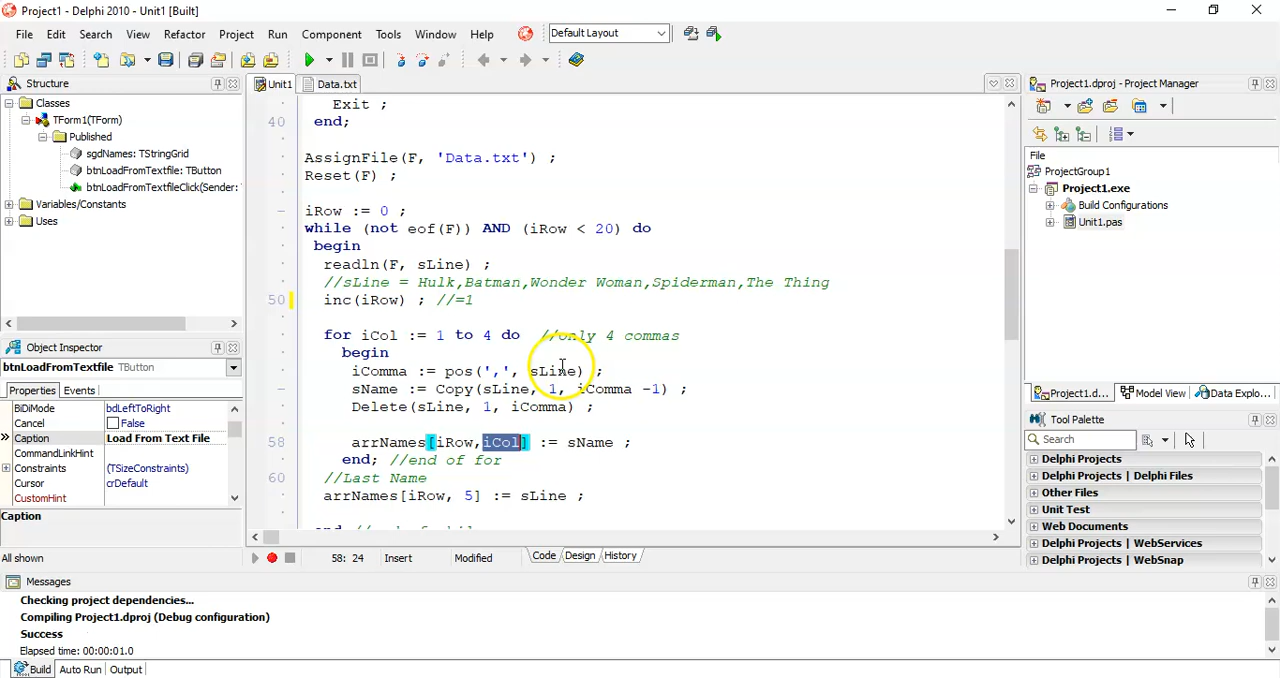 Project1 - Delphi 2010 - Unit1 [Built]
File Edit Search View Refactor Project Run Component Tools Window Help Default Layout
Structure
Classes
TForm1(TForm)
Published
sgdNames: TStringGrid
btnLoadFromTextfile: TButton
btnLoadFromTextfileClick(Sender:
Variables/Constants
Uses
Object Inspector
btnLoadFromTextfile TButton
Properties Events
BiDiMode bdLeftToRight
Cancel False
Caption Load From Text File
CommandLinkHint
Constraints (TSizeConstraints)
Cursor crDefault
CustomHint
Caption
All shown
Unit1 Data.txt
Exit ;
40 end;
AssignFile(F, 'Data.txt') ;
Reset(F) ;
iRow := 0 ;
while (not eof(F)) AND (iRow < 20) do
begin
readln(F, sLine) ;
//sLine = Hulk,Batman,Wonder Woman,Spiderman,The Thing
50 inc(iRow) ; //=1
for iCol := 1 to 4 do //only 4 commas
begin
iComma := pos(',', sLine) ;
sName := Copy(sLine, 1, iComma -1) ;
Delete(sLine, 1, iComma) ;
58 arrNames[iRow,iCol] := sName ;
end; //end of for
60 //Last Name
arrNames[iRow, 5] := sLine ;
58: 24 Insert Modified Code Design History
Project1.dproj - Project Manager
File
ProjectGroup1
Project1.exe
Build Configurations
Unit1.pas
Project1.d... Model View Data Explo...
Tool Palette
Search
Delphi Projects
Delphi Projects | Delphi Files
Other Files
Unit Test
Web Documents
Delphi Projects | WebServices
Delphi Projects | WebSnap
Messages
Checking project dependencies...
Compiling Project1.dproj (Debug configuration)
Success
Elapsed time: 00:00:01.0
Build Auto Run Output